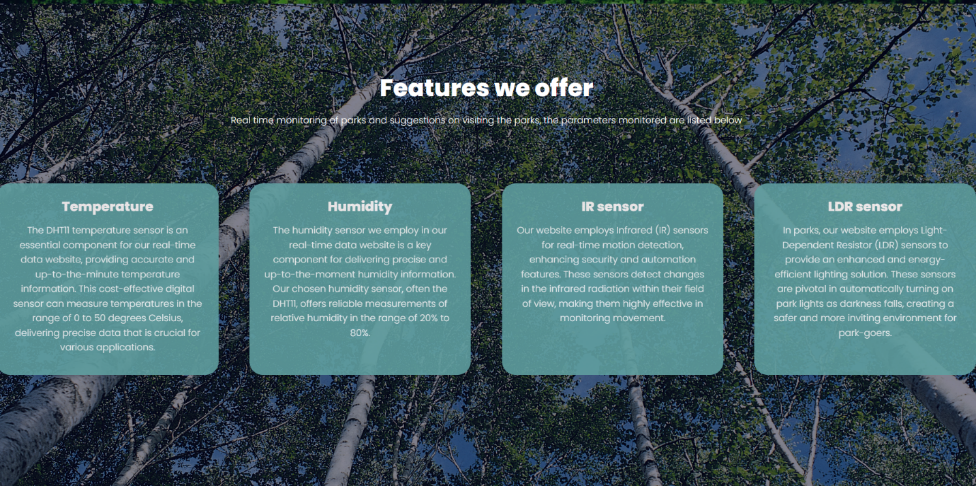 Features we offer
Real time monitoring of parks and suggestions on visiting the parks, the parameters monitored are listed below
Temperature
The DHT11 temperature sensor is an
essential component for our real-time
data website, providing accurate and
up-to-the-minute temperature
information. This cost-effective digital
sensor can measure temperatures in the
range of 0 to 50 degrees Celsius,
delivering precise data that is crucial for
various applications.
Humidity
The humidity sensor we employ in our
real-time data website is a key
component for delivering precise and
up-to-the-moment humidity information.
Our chosen humidity sensor, often the
DHT11, offers reliable measurements of
relative humidity in the range of 20% to
80%.
IR sensor
Our website employs Infrared (IR) sensors
for real-time motion detection,
enhancing security and automation
features. These sensors detect changes
in the infrared radiation within their field
of view, making them highly effective in
monitoring movement.
LDR sensor
In parks, our website employs Light-
Dependent Resistor (LDR) sensors to
provide an enhanced and energy-
efficient lighting solution. These sensors
are pivotal in automatically turning on
park lights as darkness falls, creating a
safer and more inviting environment for
park-goers.